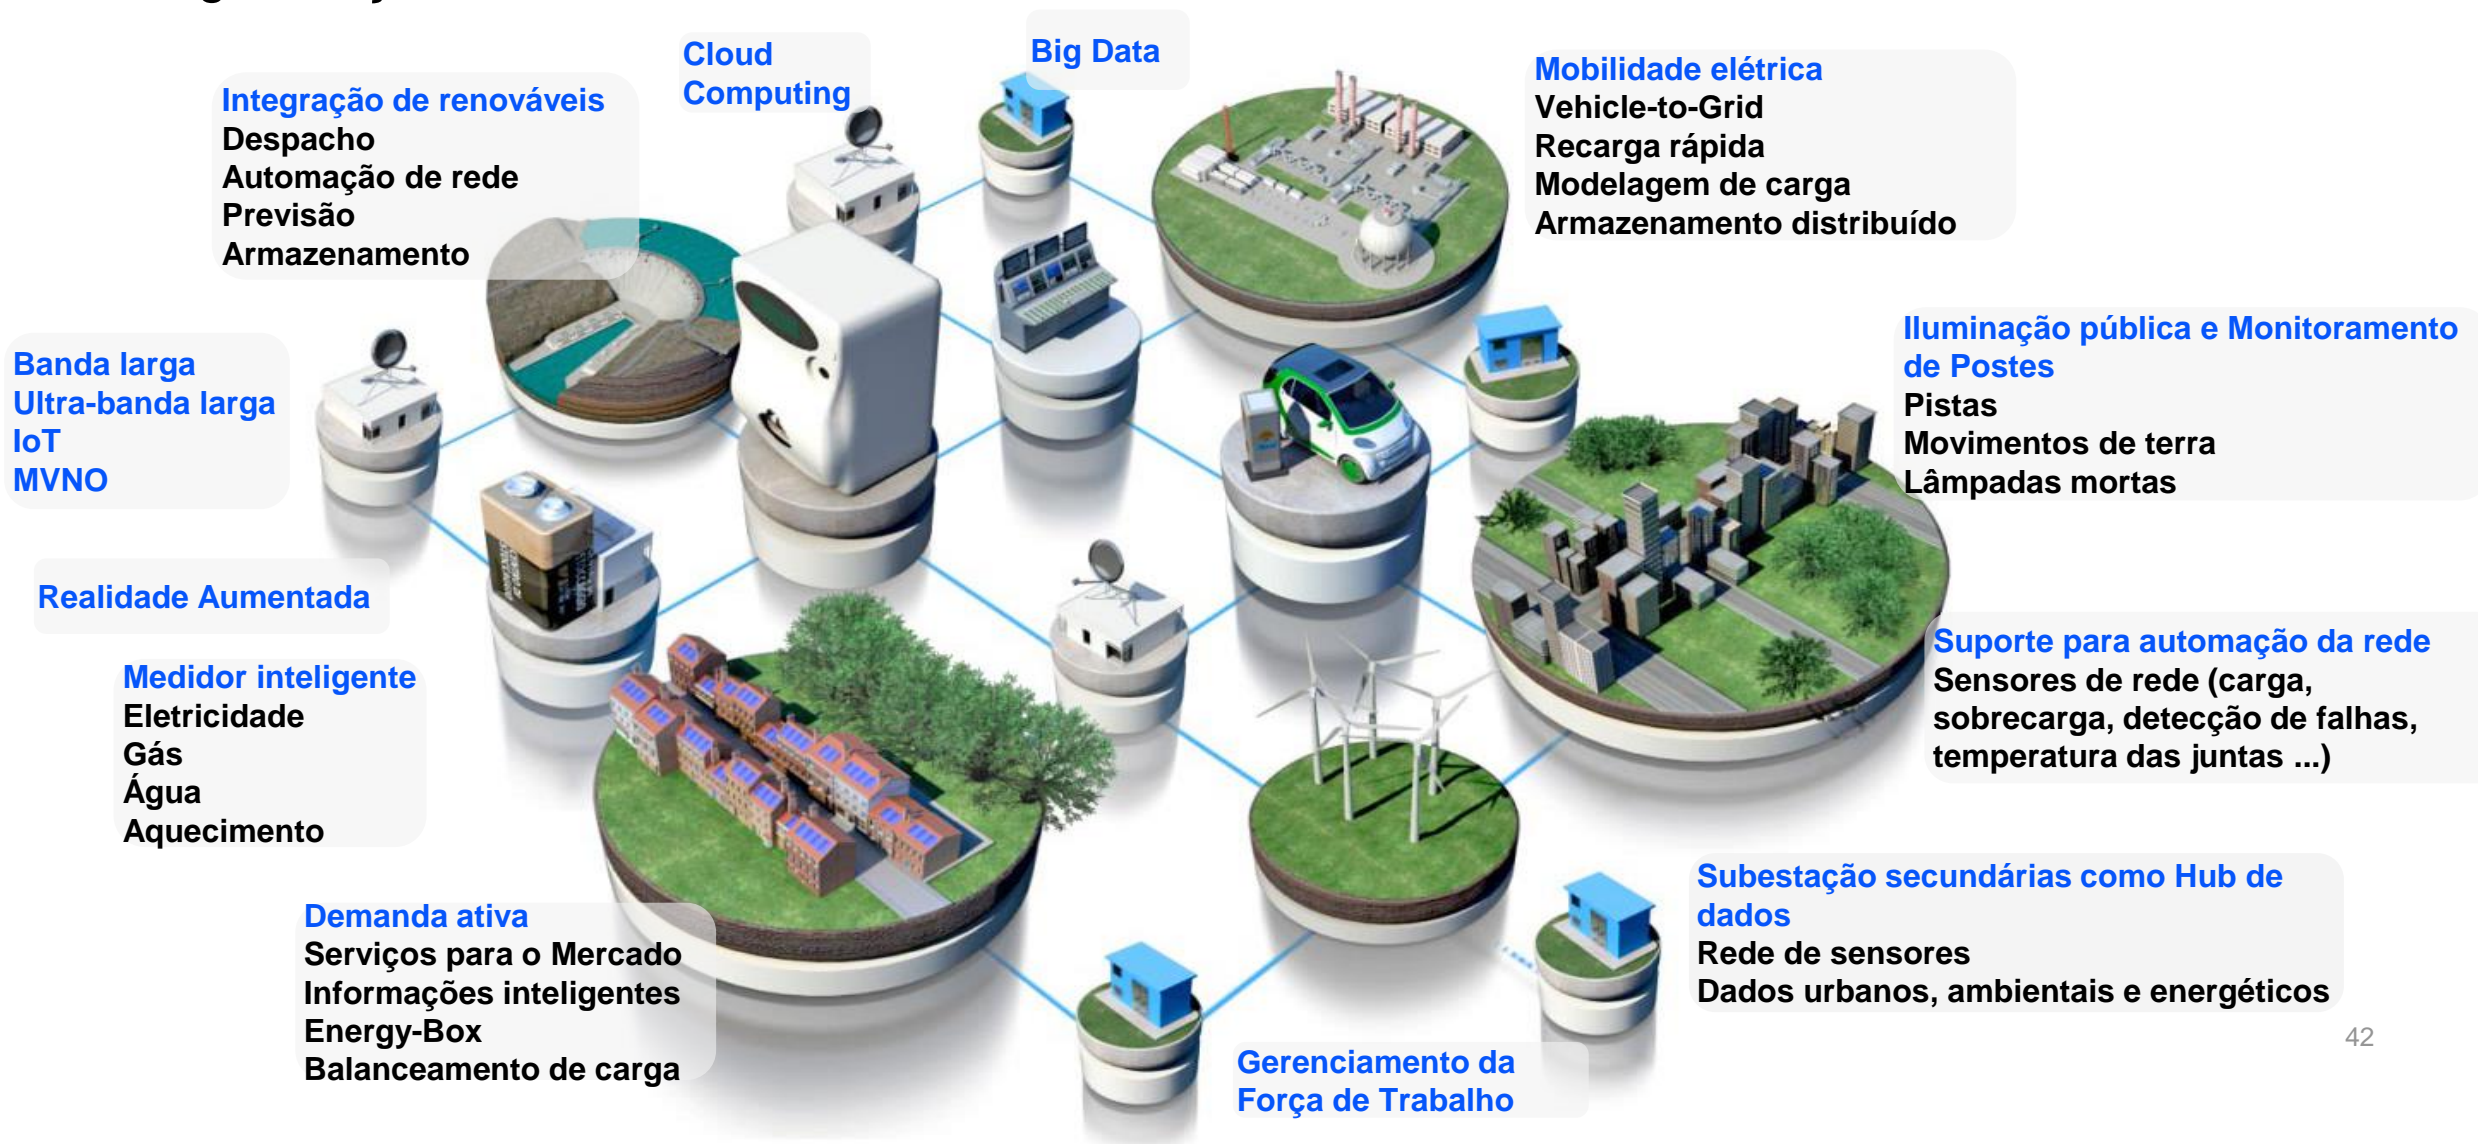 Cloud
Computing
Big Data
Integração de renováveis
Despacho
Automação de rede
Previsão
Armazenamento
Mobilidade elétrica
Vehicle-to-Grid
Recarga rápida
Modelagem de carga
Armazenamento distribuído
Banda larga
Ultra-banda larga
IoT
MVNO
Iluminação pública e Monitoramento
de Postes
Pistas
Movimentos de terra
Lâmpadas mortas
Realidade Aumentada
Medidor inteligente
Eletricidade
Gás
Água
Aquecimento
Suporte para automação da rede
Sensores de rede (carga,
sobrecarga, detecção de falhas,
temperatura das juntas ...)
Demanda ativa
Serviços para o Mercado
Informações inteligentes
Energy-Box
Balanceamento de carga
Subestação secundárias como Hub de
dados
Rede de sensores
Dados urbanos, ambientais e energéticos
Gerenciamento da
Força de Trabalho
42